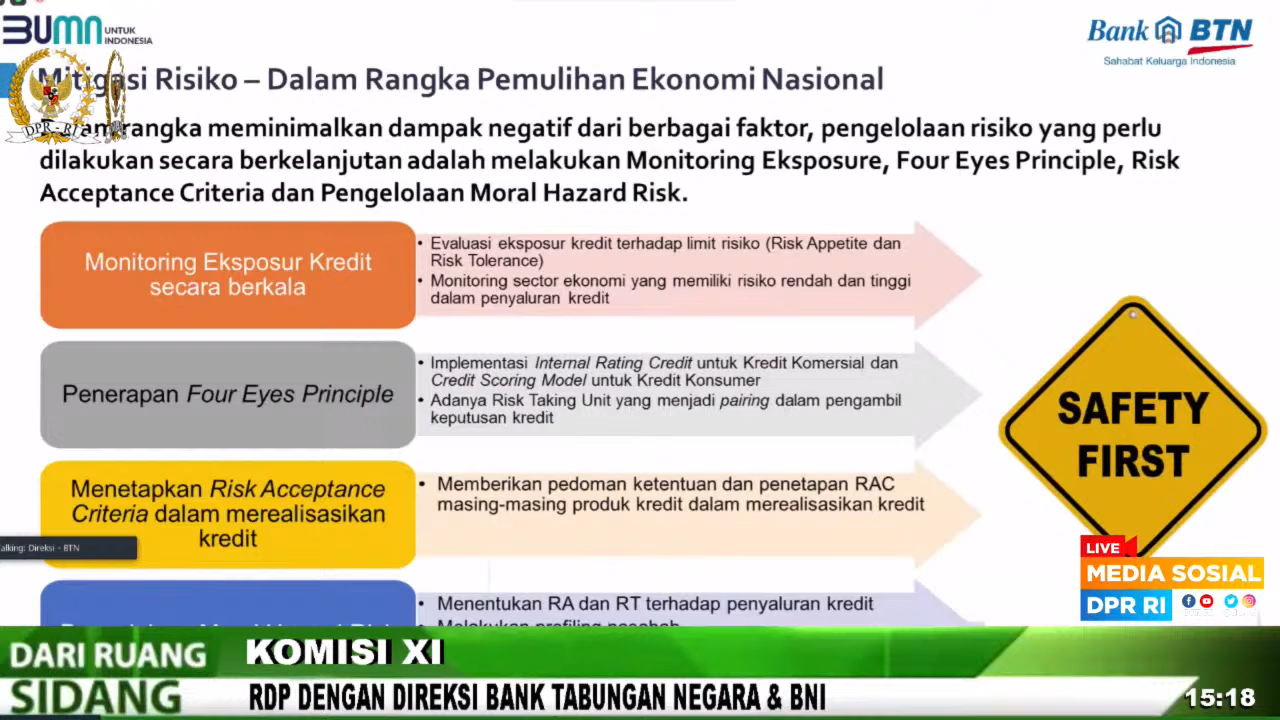 BUMN UNTUK
INDONESIA
Bank BTN
Sahabat Keluarga Indonesia
Mitigasi Risiko – Dalam Rangka Pemulihan Ekonomi Nasional
rangka meminimalkan dampak negatif dari berbagai faktor, pengelolaan risiko yang perlu
dilakukan secara berkelanjutan adalah melakukan Monitoring Eksposure, Four Eyes Principle, Risk
Acceptance Criteria dan Pengelolaan Moral Hazard Risk.
DPR - RI
Monitoring Eksposur Kredit
secara berkala
• Evaluasi eksposur kredit terhadap limit risiko (Risk Appetite dan
Risk Tolerance)
• Monitoring sector ekonomi yang memiliki risiko rendah dan tinggi
dalam penyaluran kredit
Penerapan Four Eyes Principle
• Implementasi Internal Rating Credit untuk Kredit Komersial dan
Credit Scoring Model untuk Kredit Konsumer
• Adanya Risk Taking Unit yang menjadi pairing dalam pengambil
keputusan kredit
Menetapkan Risk Acceptance
Criteria dalam merealisasikan
kredit
• Memberikan pedoman ketentuan dan penetapan RAC
masing-masing produk kredit dalam merealisasikan kredit
SAFETY
FIRST
alking: Direksi - BTN
• Menentukan RA dan RT terhadap penyaluran kredit
LIVE
MEDIA SOSIAL
DPR RI
DARI RUANG
SIDANG
KOMISI XI
RDP DENGAN DIREKSI BANK TABUNGAN NEGARA & BNI
15:18